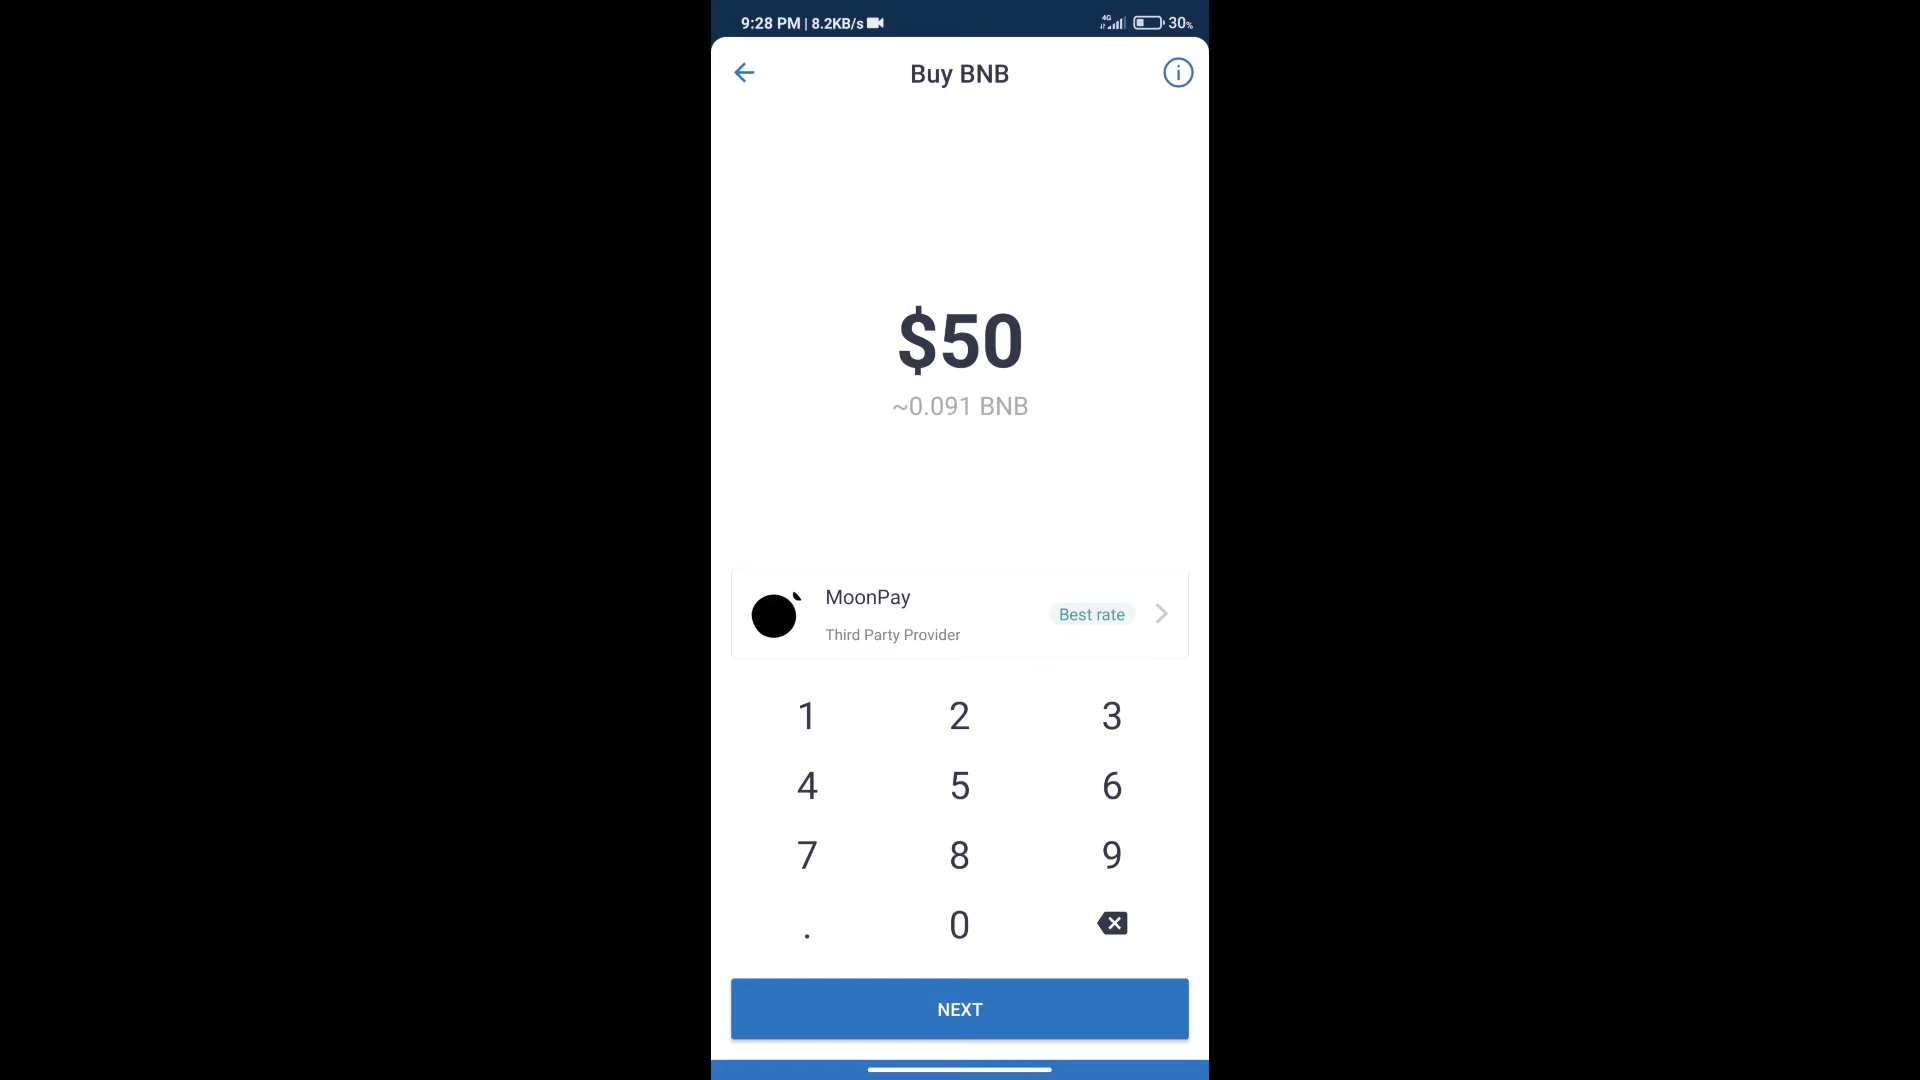 9:28 PM | 8.2KB/s 4G 30%
Buy BNB
$50
~0.091 BNB
MoonPay
Third Party Provider
Best rate
1 2 3
4 5 6
7 8 9
. 0
NEXT